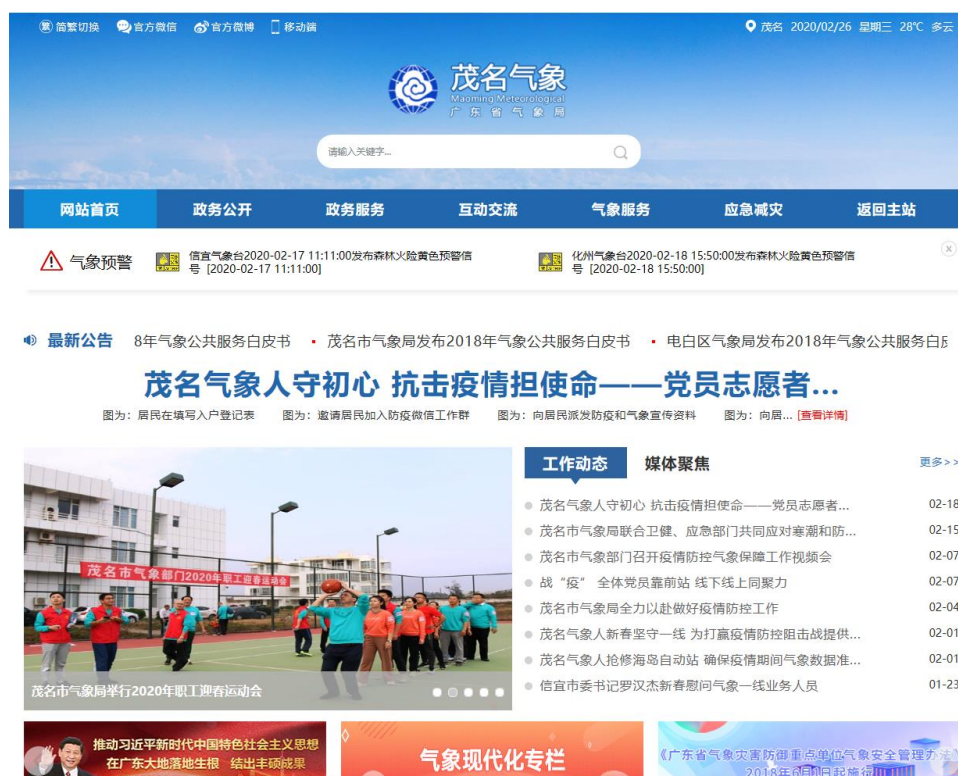 繁 简繁切换 官方微信 官方微博 移动端 茂名 2020/02/26 星期三 28℃ 多云
茂名气象
Maoming Meteorological
广东省气象局
请输入关键字...
网站首页 政务公开 政务服务 互动交流 气象服务 应急减灾 返回主站
气象预警
信宜气象台2020-02-17 11:11:00发布森林火险黄色预警信
号 [2020-02-17 11:11:00]
化州气象台2020-02-18 15:50:00发布森林火险黄色预警信
号 [2020-02-18 15:50:00]
最新公告 8年气象公共服务白皮书 茂名市气象局发布2018年气象公共服务白皮书 电白区气象局发布2018年气象公共服务白
茂名气象人守初心 抗击疫情担使命——党员志愿者...
图为：居民在填写入户登记表 图为：邀请居民加入防疫微信工作群 图为：向居民派发防疫和气象宣传资料 图为：向居... [查看详情]
茂名市气象部门2020年职工迎春运动会
茂名市气象局举行2020年职工迎春运动会
工作动态 媒体聚焦 更多>>
茂名气象人守初心 抗击疫情担使命——党员志愿者... 02-18
茂名市气象局联合卫健、应急部门共同应对寒潮和防... 02-15
茂名市气象部门召开疫情防控气象保障工作视频会 02-07
战“疫” 全体党员靠前站 线下线上同聚力 02-07
茂名市气象局全力以赴做好疫情防控工作 02-04
茂名气象人新春坚守一线 为打赢疫情防控阻击战提供... 02-01
茂名气象人抢修海岛自动站 确保疫情期间气象数据准... 02-01
信宜市委书记罗汉杰新春慰问气象一线业务人员 01-23
推动习近平新时代中国特色社会主义思想
在广东大地落地生根 结出丰硕成果
气象现代化专栏
《广东省气象灾害防御重点单位气象安全管理办法》
2018年6月1日起施行